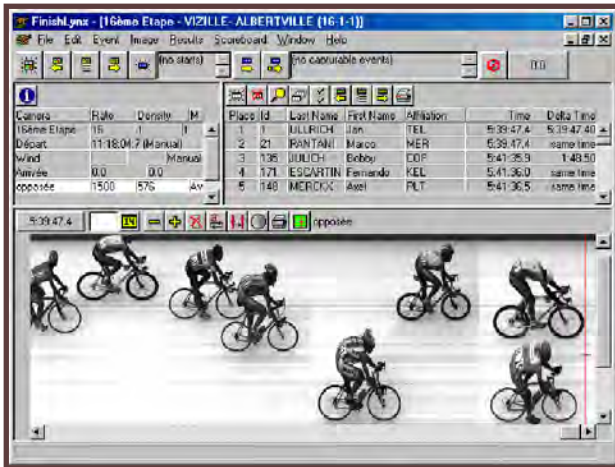 FinishLynx - [16ème Etape - VIZILLE- ALBERTVILLE (16-1-1)]
File Edit Event Image Results Scoreboard Window Help
(no starts) (no capturable events) 0.0
Camera Rate Density M
16ème Etape 16 1 1
Départ 11:18:04.7 (Manual)
Wind Manual
Arrivée 0.0 0.0
opposée 1500 576 Av
Place Id Last Name First Name Affiliation Time Delta Time
1 1 ULLRICH Jan TEL 5:39:47.4 5:39:47.40
2 21 PANTANI Marco MER 5:39:47.4 same time
3 135 JULICH Bobby COF 5:41:35.9 1:48.50
4 171 ESCARTIN Fernando KEL 5:41:36.0 same time
5 148 MERCKX Axel PLT 5:41:36.5 same time
5:39:47.4 opposée